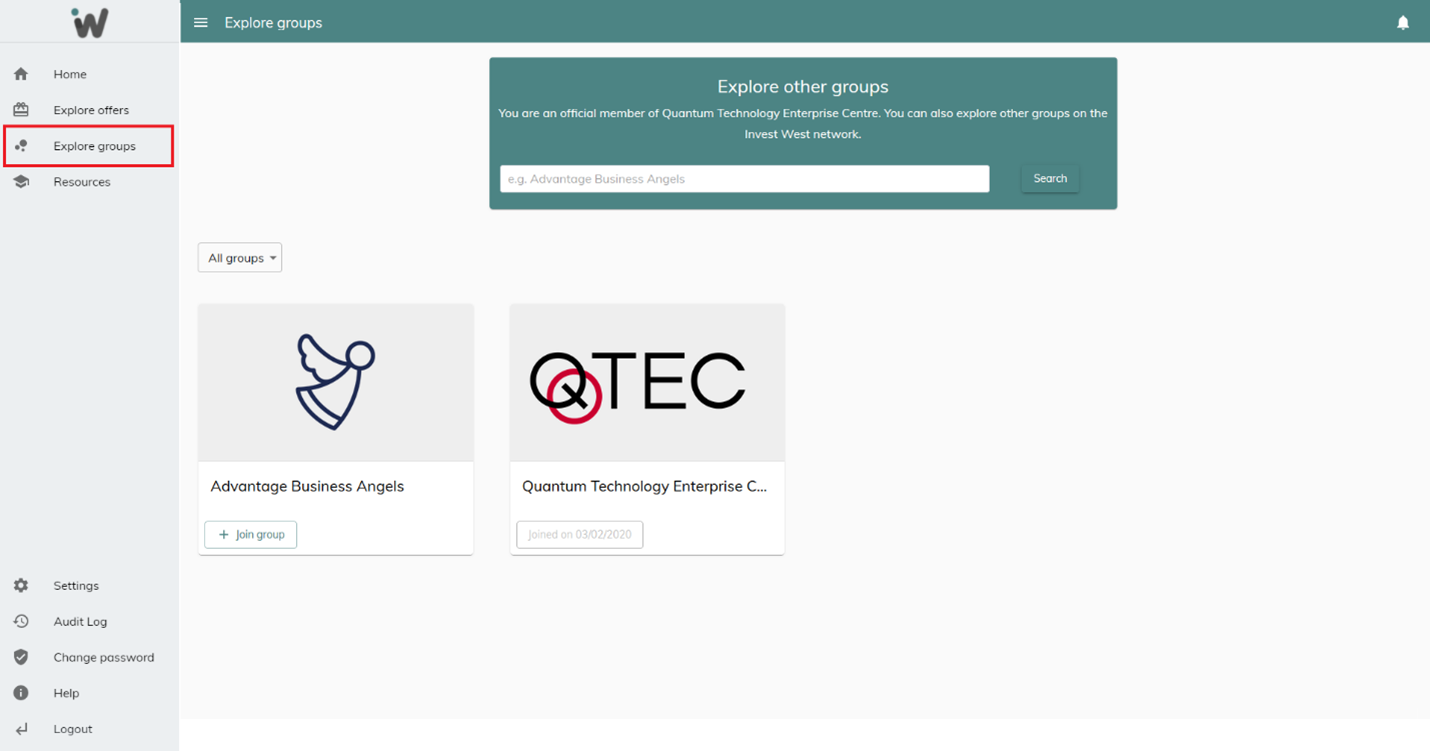 iW
Explore groups
Home
Explore offers
Explore groups
Resources
Explore other groups
You are an official member of Quantum Technology Enterprise Centre. You can also explore other groups on the
Invest West network.
e.g. Advantage Business Angels
Search
All groups
QTEC
Advantage Business Angels
Quantum Technology Enterprise C...
+ Join group
Joined on 03/02/2020
Settings
Audit Log
Change password
Help
Logout